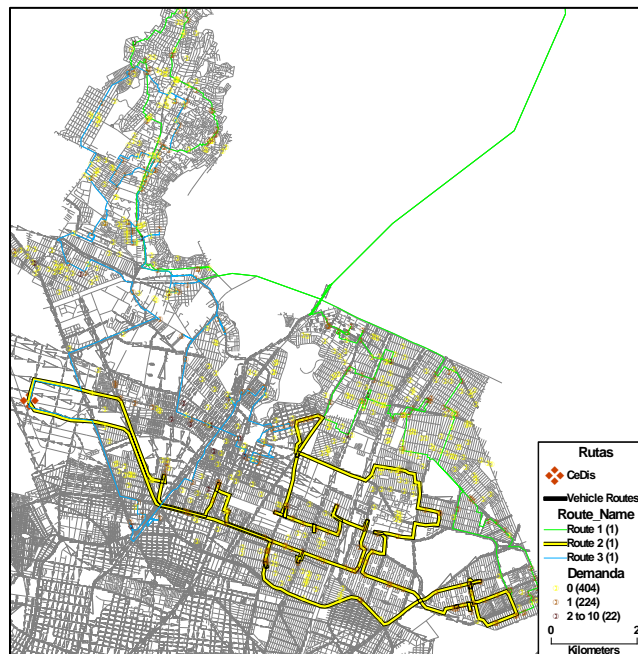 Rutas
CeDis
Vehicle Routes
Route_Name
Route 1 (1)
Route 2 (1)
Route 3 (1)
Demanda
0 (404)
1 (224)
2 to 10 (22)
0 2
Kilometers